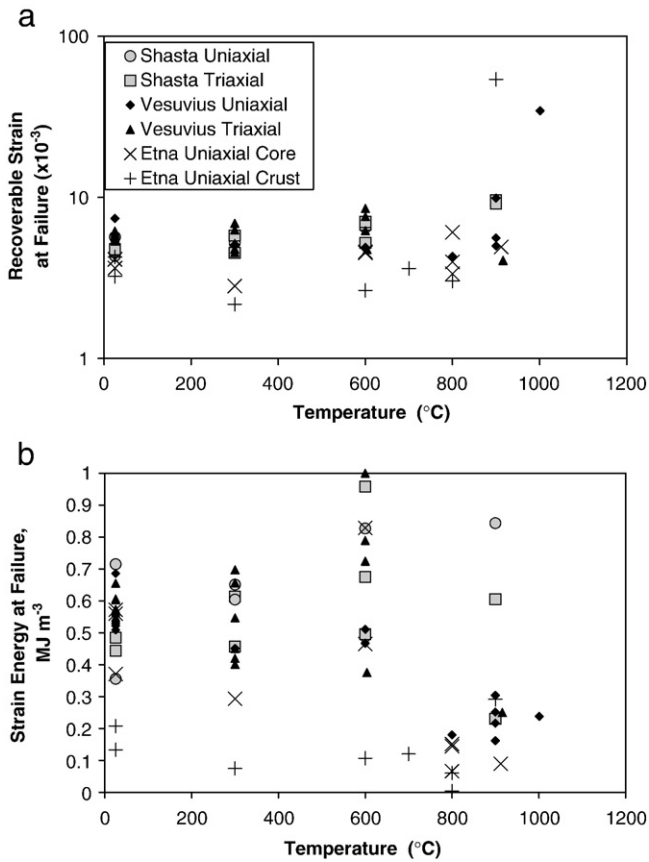 a
100
10
1
Recoverable Strain
at Failure (x10-3)
Shasta Uniaxial
Shasta Triaxial
Vesuvius Uniaxial
Vesuvius Triaxial
Etna Uniaxial Core
Etna Uniaxial Crust
0 200 400 600 800 1000 1200
Temperature (°C)
b
1
0.9
0.8
0.7
0.6
0.5
0.4
0.3
0.2
0.1
0
Strain Energy at Failure,
MJ m-3
0 200 400 600 800 1000 1200
Temperature (°C)